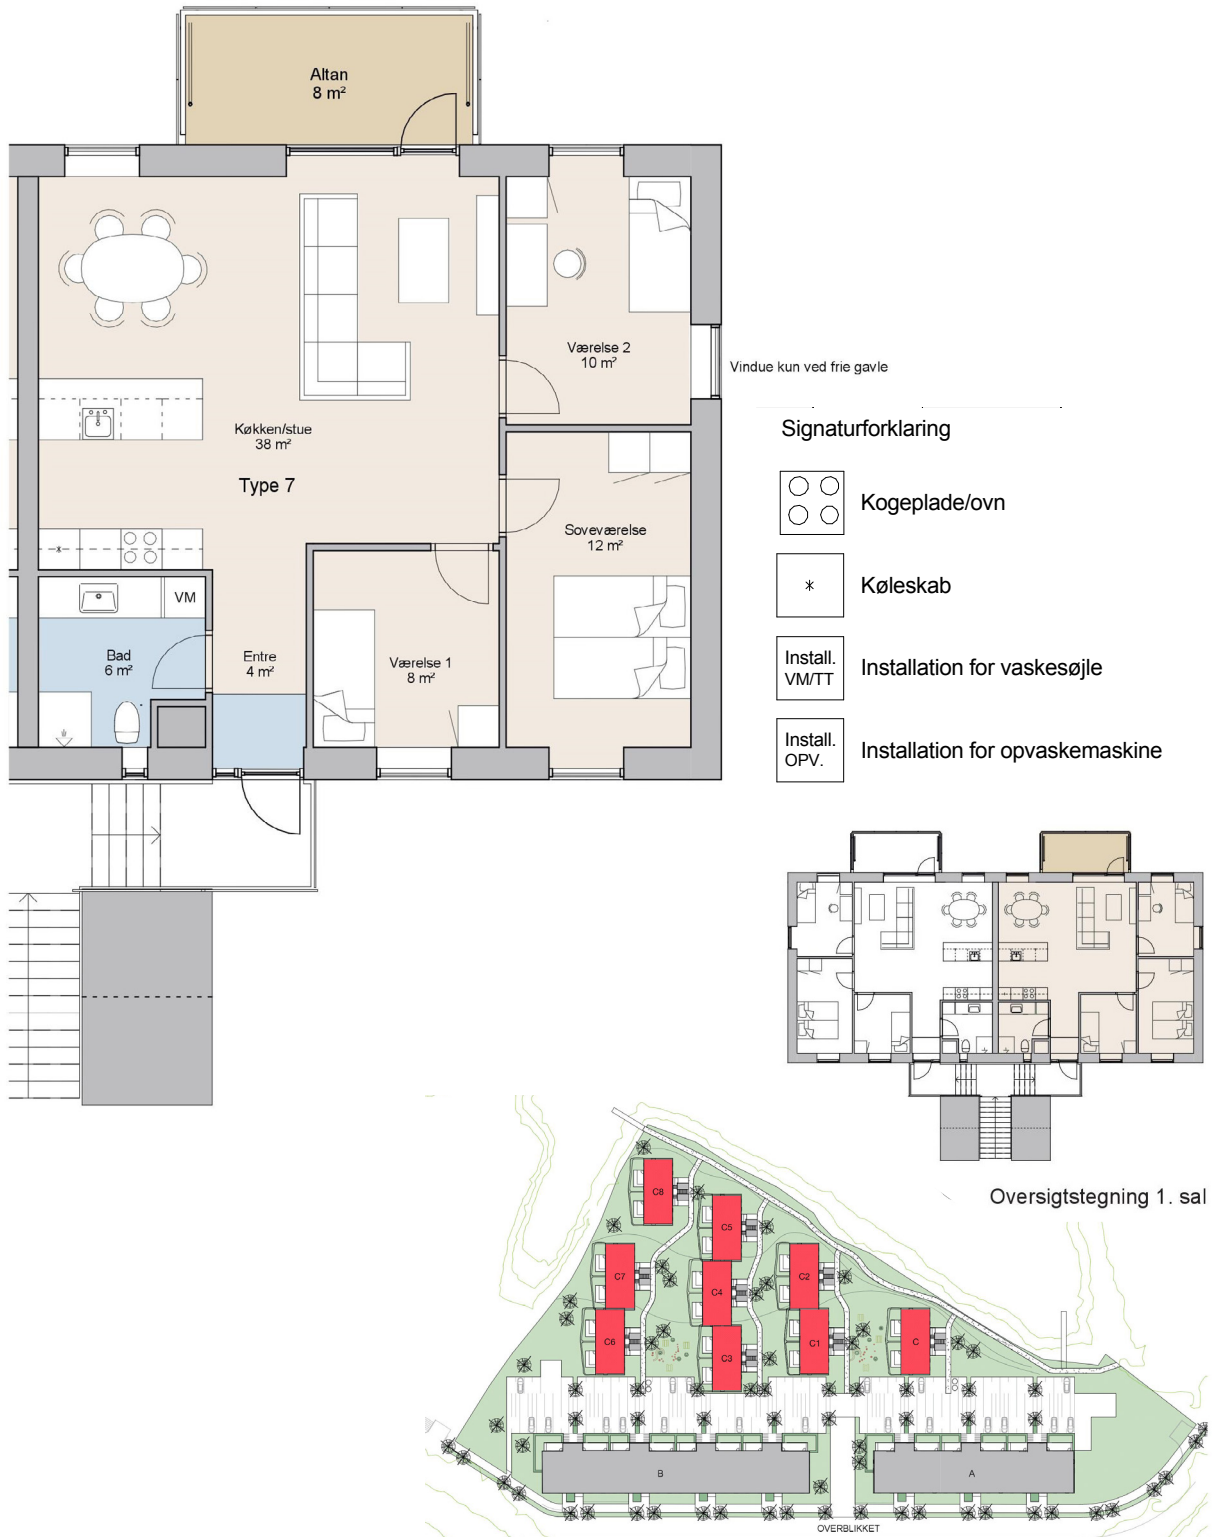 Altan
8 m²
Værelse 2
10 m²
Vindue kun ved frie gavle
Køkken/stue
38 m²
Type 7
Signaturforklaring
Kogeplade/ovn
Soveværelse
12 m²
Køleskab
VM
Bad
6 m²
Entre
4 m²
Værelse 1
8 m²
Install.
VM/TT
Installation for vaskesøjle
Install.
OPV.
Installation for opvaskemaskine
Oversigtstegning 1. sal
C8
C5
C7
C2
C4
C6
C3
C1
C
B
A
OVERBLIKKET